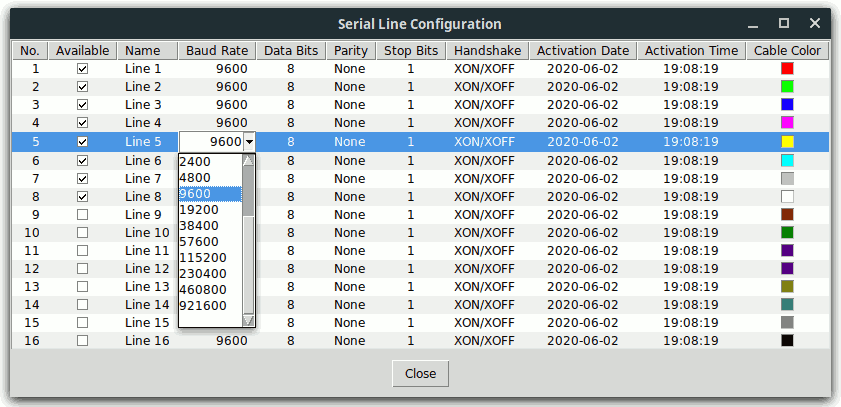 Serial Line Configuration
No. Available Name Baud Rate Data Bits Parity Stop Bits Handshake Activation Date Activation Time Cable Color
1 Line 1 9600 8 None 1 XON/XOFF 2020-06-02 19:08:19
2 Line 2 9600 8 None 1 XON/XOFF 2020-06-02 19:08:19
3 Line 3 9600 8 None 1 XON/XOFF 2020-06-02 19:08:19
4 Line 4 9600 8 None 1 XON/XOFF 2020-06-02 19:08:19
5 Line 5 9600 8 None 1 XON/XOFF 2020-06-02 19:08:19
6 Line 6 2400 8 None 1 XON/XOFF 2020-06-02 19:08:19
7 Line 7 4800 8 None 1 XON/XOFF 2020-06-02 19:08:19
8 Line 8 9600 8 None 1 XON/XOFF 2020-06-02 19:08:19
9 Line 9 19200 8 None 1 XON/XOFF 2020-06-02 19:08:19
10 Line 10 38400 8 None 1 XON/XOFF 2020-06-02 19:08:19
11 Line 11 57600 8 None 1 XON/XOFF 2020-06-02 19:08:19
115200
12 Line 12 230400 8 None 1 XON/XOFF 2020-06-02 19:08:19
13 Line 13 460800 8 None 1 XON/XOFF 2020-06-02 19:08:19
14 Line 14 921600 8 None 1 XON/XOFF 2020-06-02 19:08:19
15 Line 15 8 None 1 XON/XOFF 2020-06-02 19:08:19
16 Line 16 9600 8 None 1 XON/XOFF 2020-06-02 19:08:19
Close